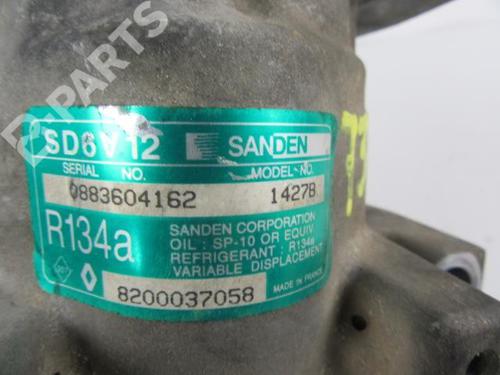 B-PARTS
SD6V12 SANDEN
SERIAL NO. MODEL NO.
0883604162 1427B
R134a
SANDEN CORPORATION
OIL : SP-10 OR EQUIV
REFRIGERANT : R134a
VARIABLE DISPLACEMENT
MADE IN FRANCE
8200037058